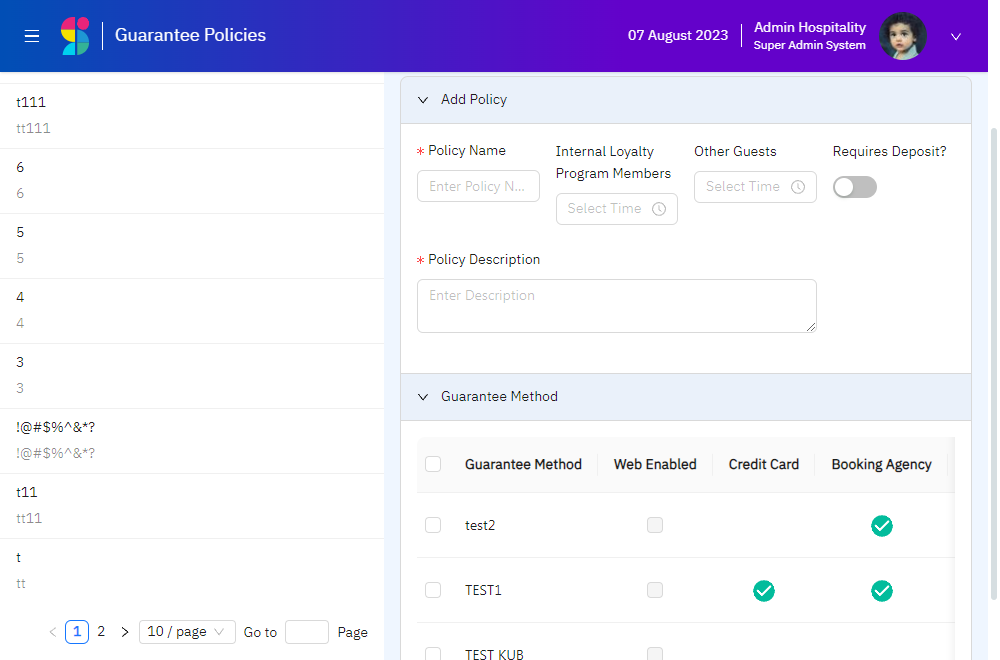 Guarantee Policies
07 August 2023
Admin Hospitality
Super Admin System
t111
tt111
6
6
5
5
4
4
3
3
!@#$%^&*?
!@#$%^&*?
t11
tt11
t
tt
1
2
10 / page
Go to
Page
Add Policy
* Policy Name
Enter Policy N...
Internal Loyalty
Program Members
Select Time
Other Guests
Select Time
Requires Deposit?
* Policy Description
Enter Description
Guarantee Method
Guarantee Method
Web Enabled
Credit Card
Booking Agency
test2
TEST1
TEST KUB